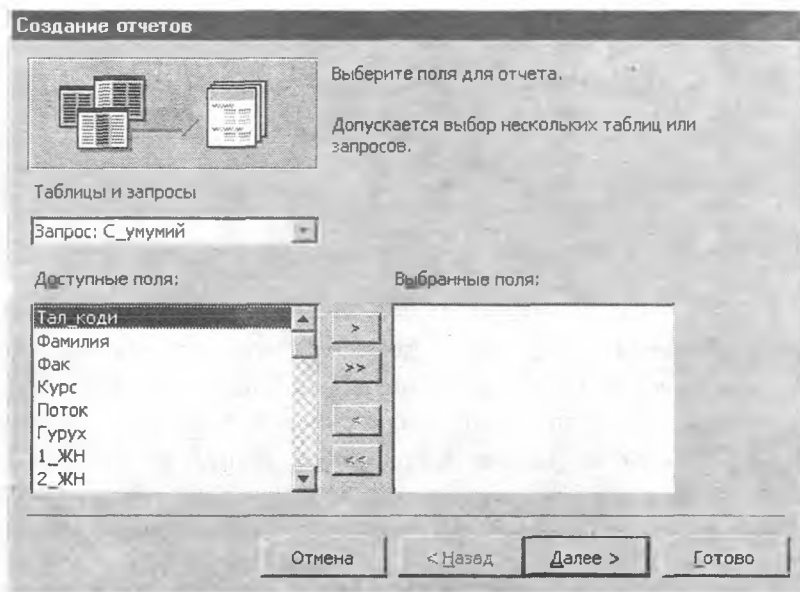 Создание отчетов
Выберите поля для отчета.
Допускается выбор нескольких таблиц или
запросов.
Таблицы и запросы
Запрос: С_умумий
Доступные поля:
Выбранные поля:
Тал_коди
Фамилия
Фак
Курс
Поток
Гурух
1_ЖН
2_ЖН
>
>>
<
<<
Отмена
< Назад
Далее >
Готово